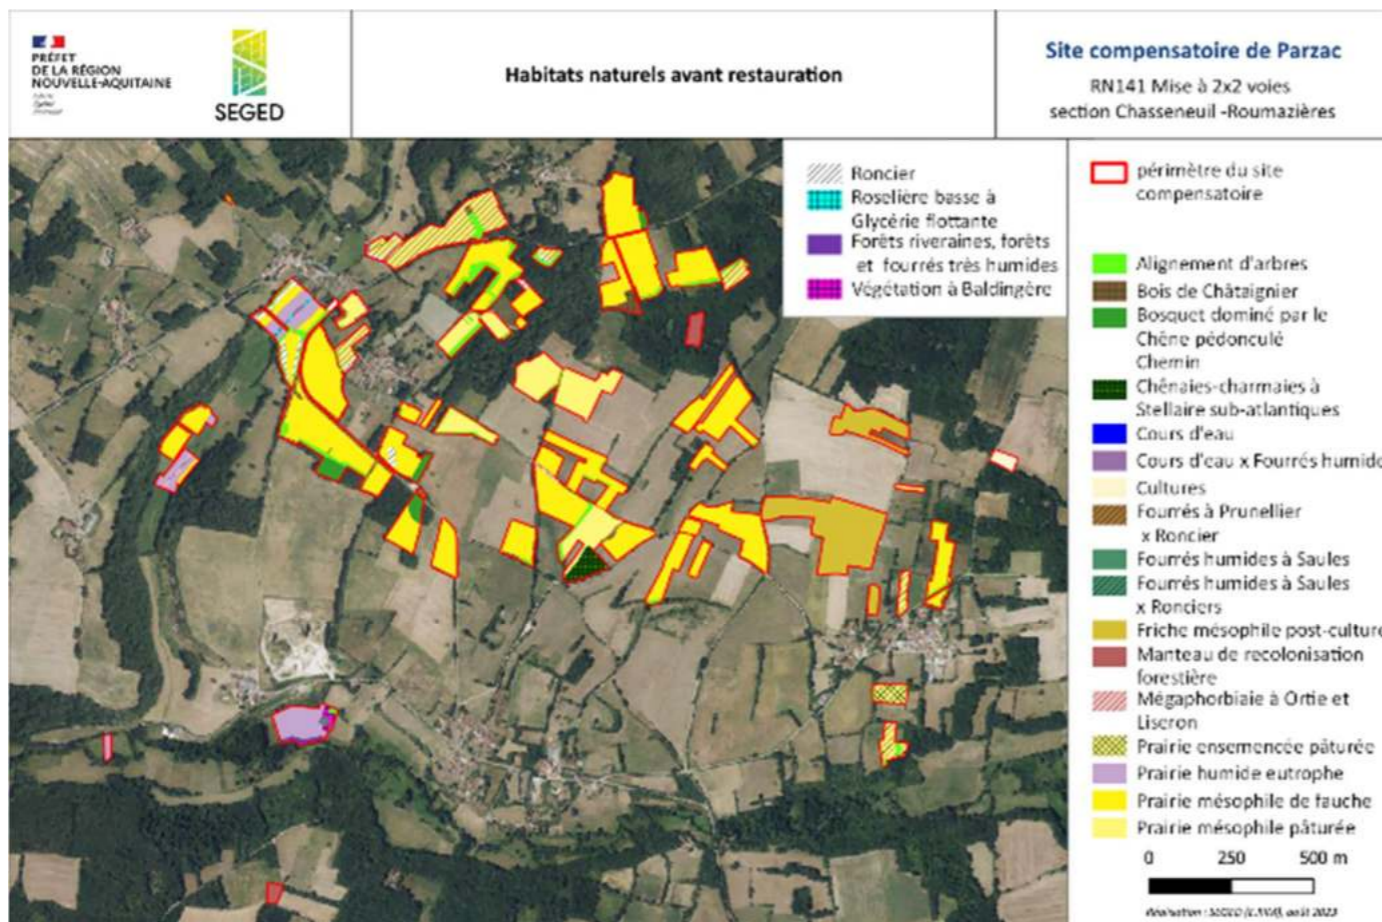 PRÉFET
DE LA RÉGION
NOUVELLE-AQUITAINE
SEGED
Habitats naturels avant restauration
Site compensatoire de Parzac
RN141 Mise à 2x2 voies
section Chasseneuil -Roumazières
Roncier
Roselière basse à
Glycérie flottante
Forêts riveraines, forêts
et fourrés très humides
Végétation à Baldingère
périmètre du site
compensatoire
Alignement d'arbres
Bois de Châtaignier
Bosquet dominé par le
Chêne pédonculé
Chemin
Chênaies-charmaies à
Stellaire sub-atlantiques
Cours d'eau
Cours d'eau x Fourrés humide
Cultures
Fourrés à Prunellier
x Roncier
Fourrés humides à Saules
Fourrés humides à Saules
x Ronciers
Friche mésophile post-culture
Manteau de recolonisation
forestière
Mégaphorbiaie à Ortie et
Liseron
Prairie ensemencée pâturée
Prairie humide eutrophe
Prairie mésophile de fauche
Prairie mésophile pâturée
0 250 500 m
Réalisation : SEGED août 2023